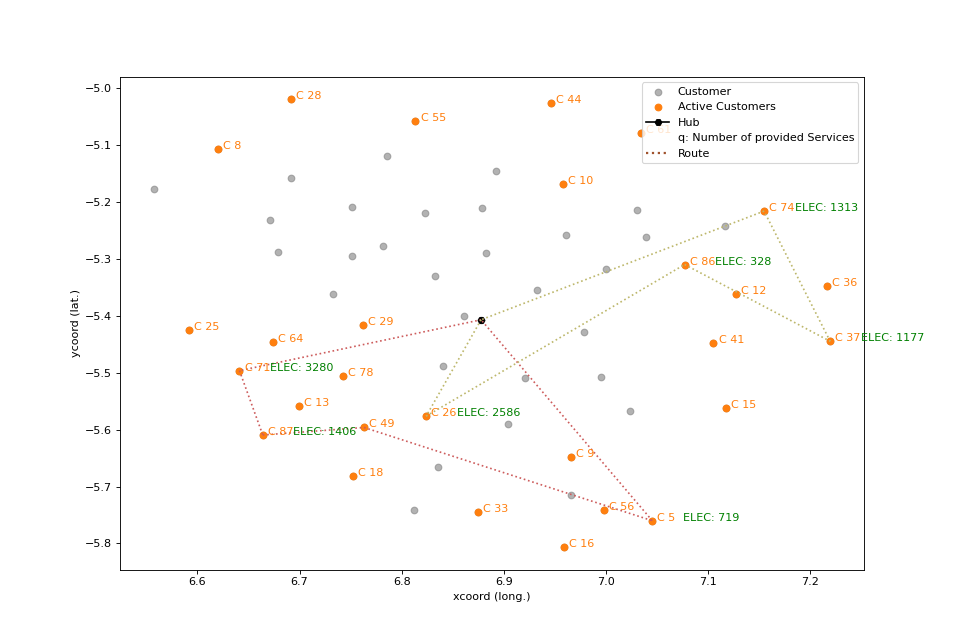 Customer
Active Customers
Hub
q: Number of provided Services
Route
C 28
C 44
C 55
C 8
C 10
C 74 ELEC: 1313
C 86 ELEC: 328
C 36
C 12
C 25
C 29
C 64
C 41
C 37 ELEC: 1177
C 71 ELEC: 3280
C 78
C 13
C 15
C 26 ELEC: 2586
C 49
C 87 ELEC: 1406
C 9
C 18
C 33
C 56
C 5 ELEC: 719
C 16
−5.0
−5.1
−5.2
−5.3
−5.4
−5.5
−5.6
−5.7
−5.8
ycoord (lat.)
6.6 6.7 6.8 6.9 7.0 7.1 7.2
xcoord (long.)